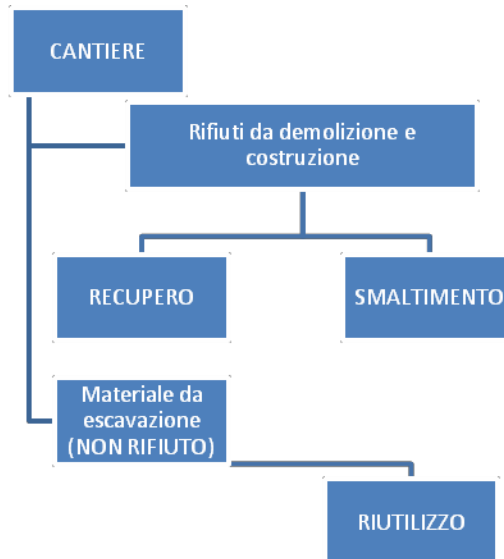 CANTIERE
Rifiuti da demolizione e
costruzione
RECUPERO
SMALTIMENTO
Materiale da
escavazione
(NON RIFIUTO)
RIUTILIZZO